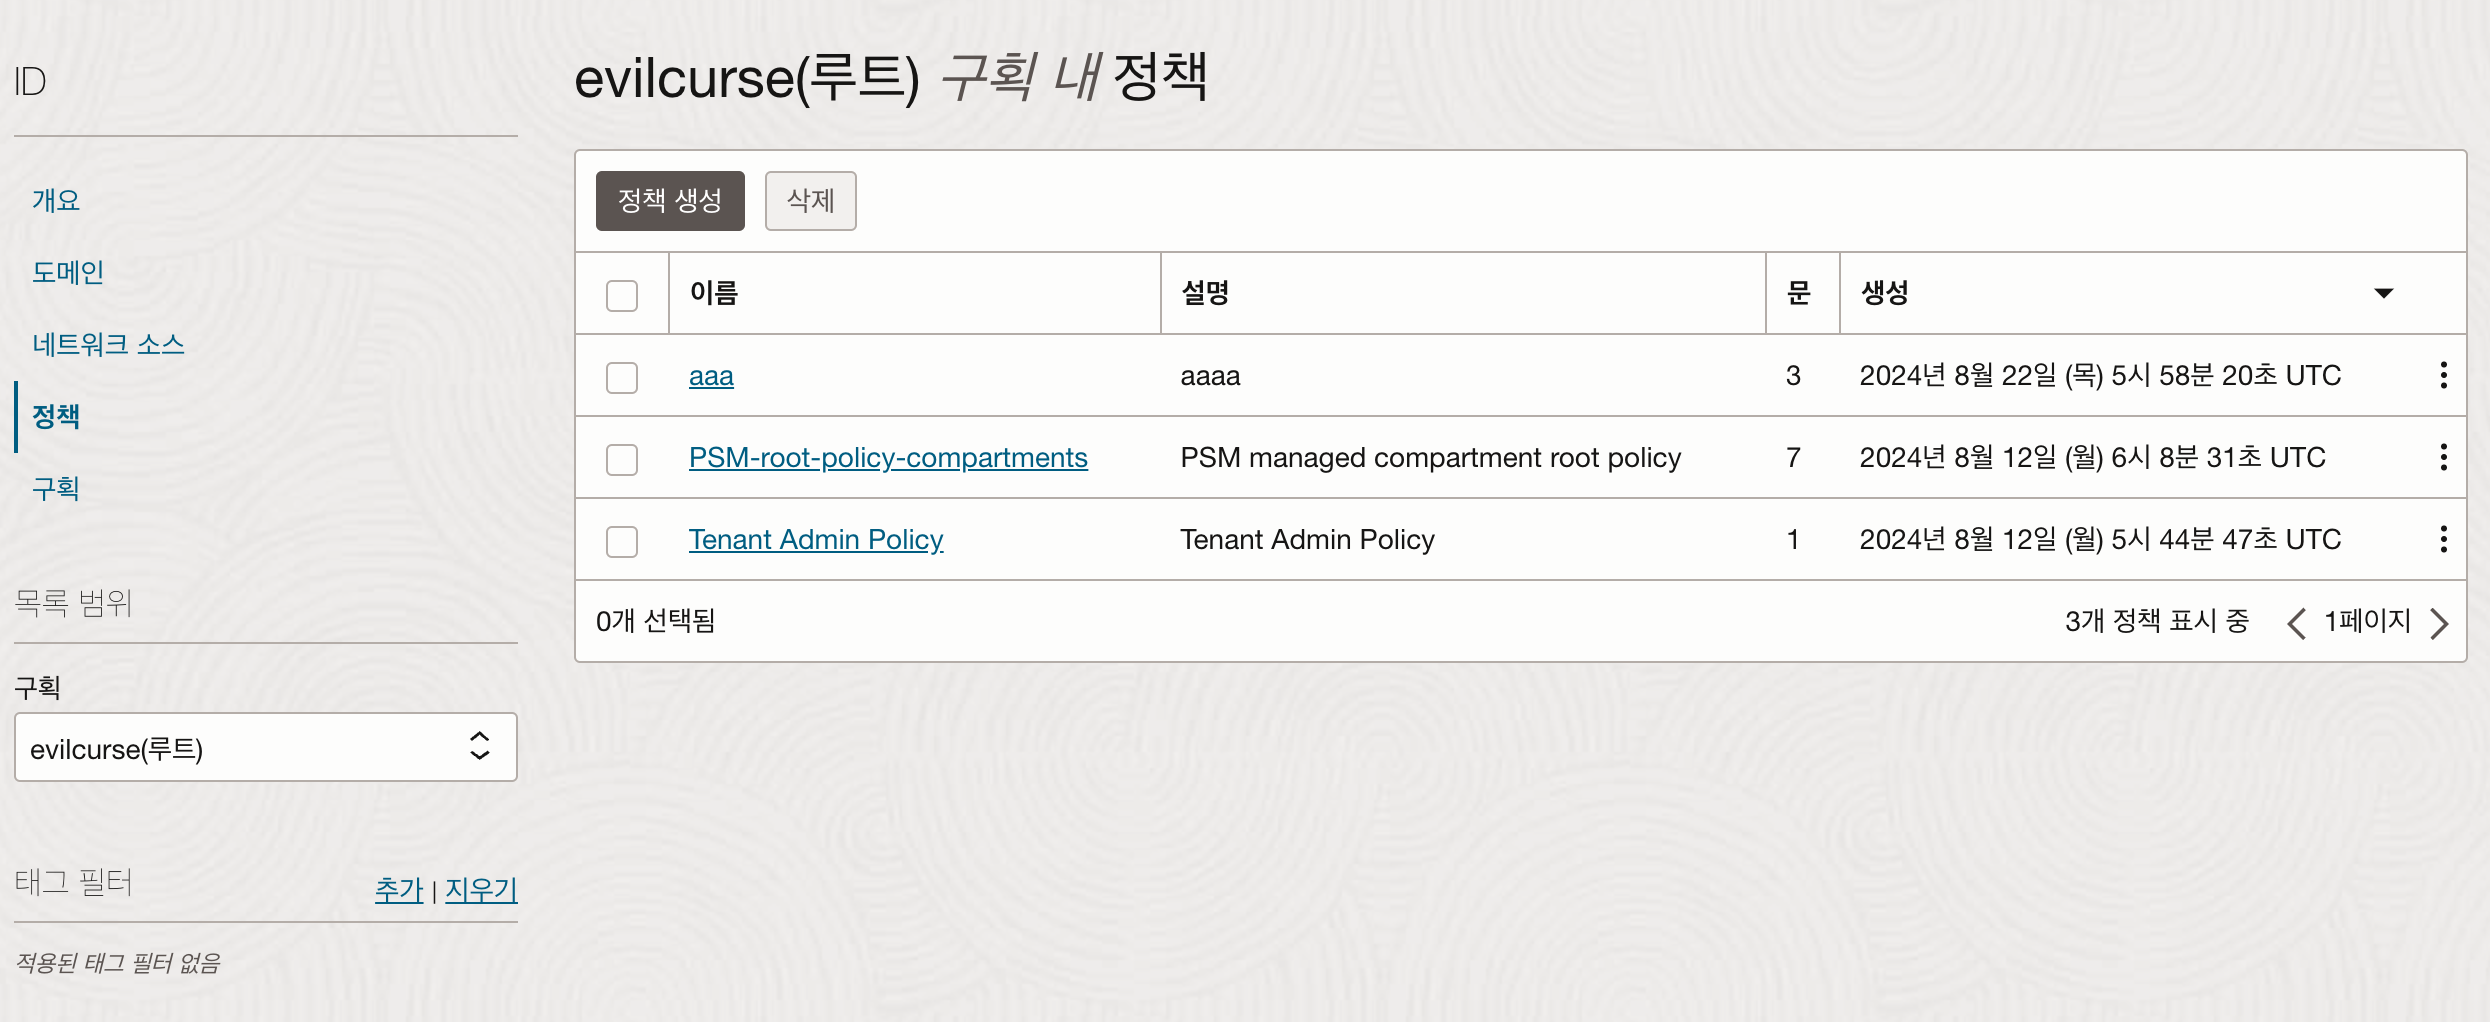 ID
개요
도메인
네트워크 소스
정책
구획
목록 범위
구획
evilcurse(루트)
태그 필터 추가 | 지우기
적용된 태그 필터 없음
evilcurse(루트) 구획 내 정책
정책 생성 삭제
이름 설명 문 생성
aaa aaaa 3 2024년 8월 22일 (목) 5시 58분 20초 UTC
PSM-root-policy-compartments PSM managed compartment root policy 7 2024년 8월 12일 (월) 6시 8분 31초 UTC
Tenant Admin Policy Tenant Admin Policy 1 2024년 8월 12일 (월) 5시 44분 47초 UTC
0개 선택됨 3개 정책 표시 중 1페이지